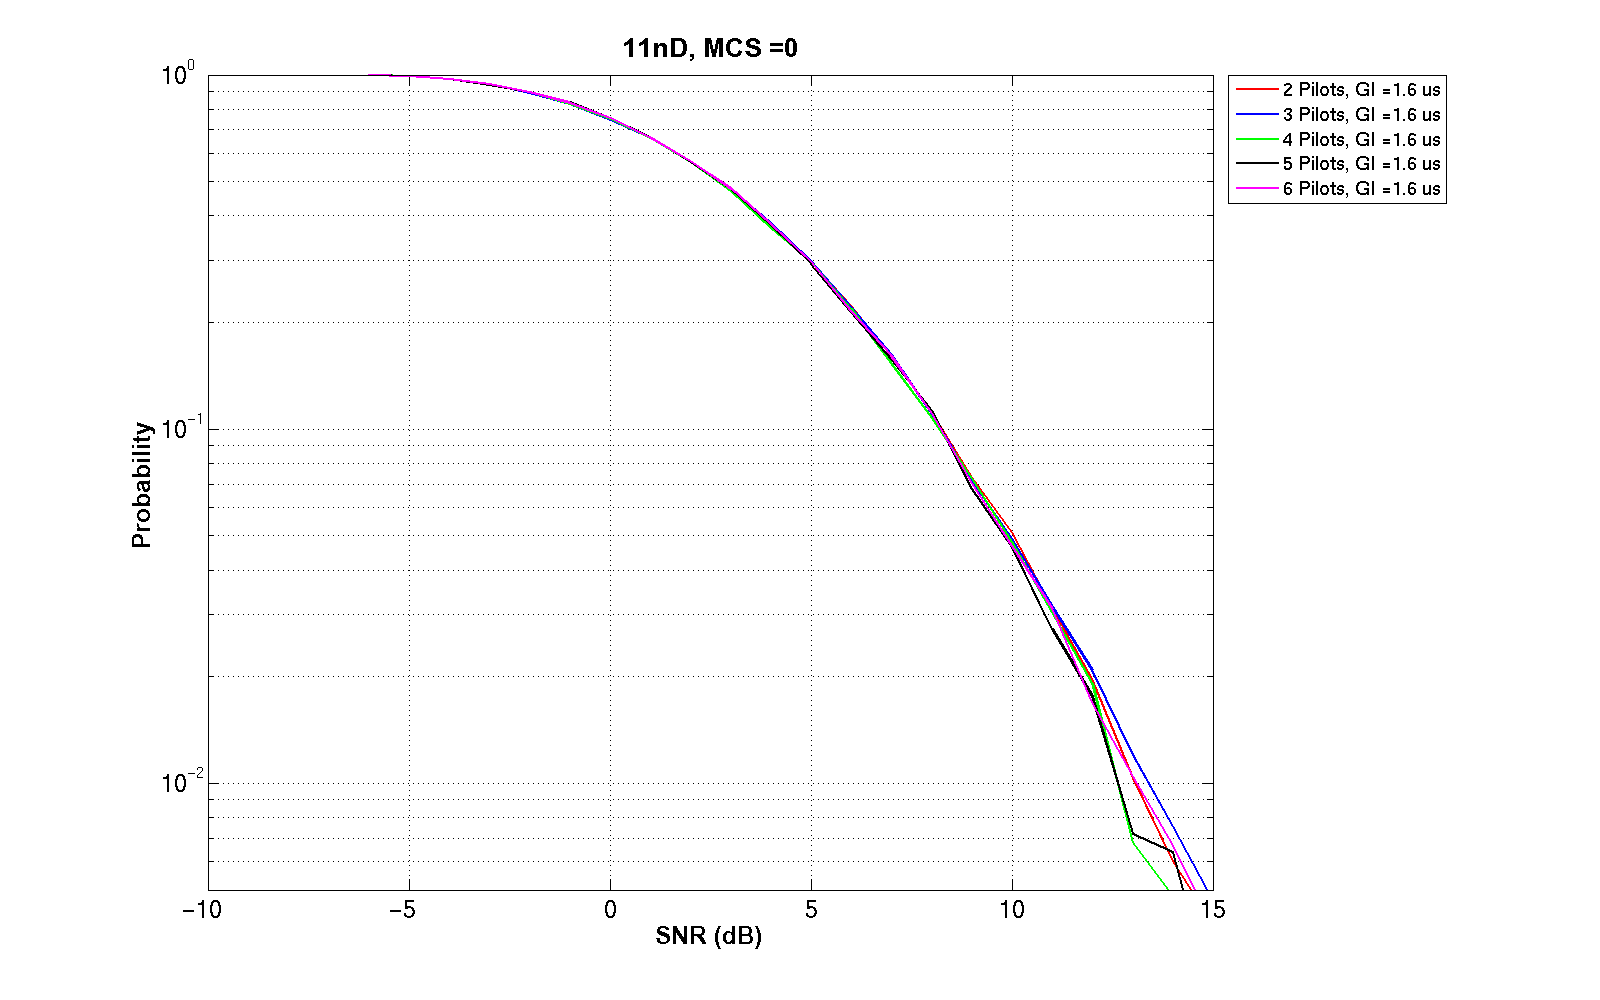 11nD, MCS =0
10^0
10^-1
10^-2
Probability
−10
−5
0
5
10
15
SNR (dB)
2 Pilots, GI =1.6 us
3 Pilots, GI =1.6 us
4 Pilots, GI =1.6 us
5 Pilots, GI =1.6 us
6 Pilots, GI =1.6 us